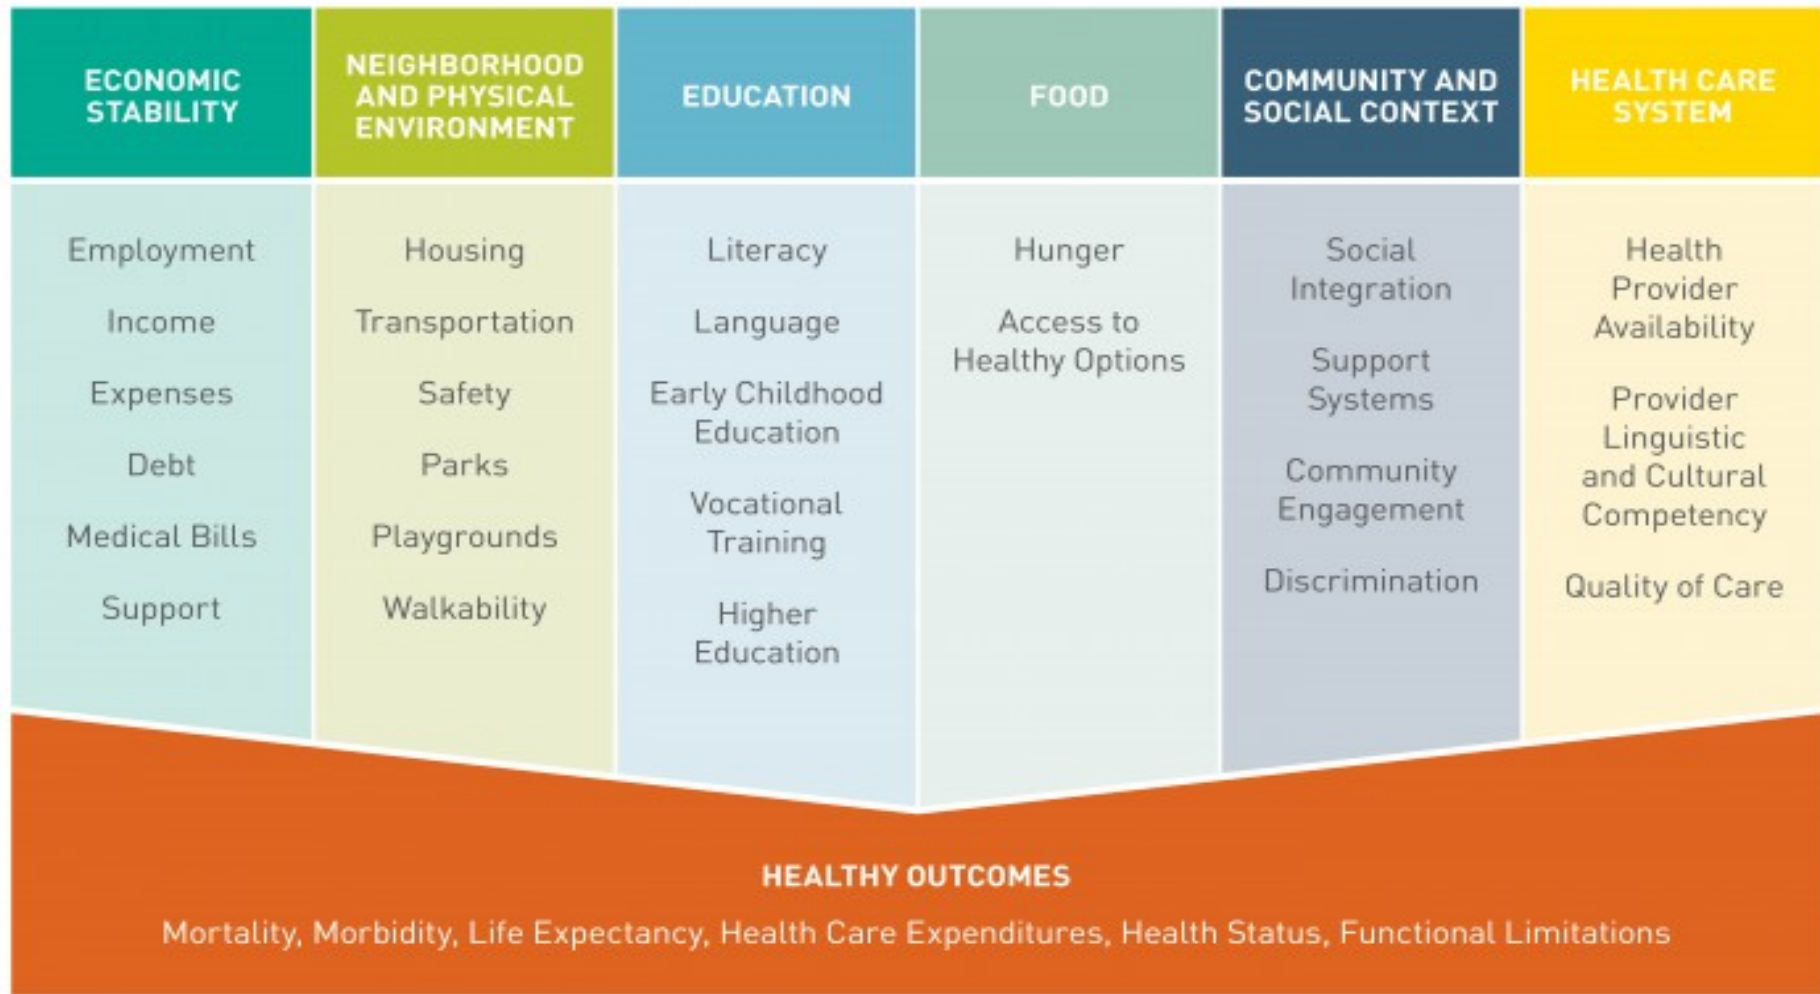 ECONOMIC
STABILITY
NEIGHBORHOOD
AND PHYSICAL
ENVIRONMENT
EDUCATION
FOOD
COMMUNITY AND
SOCIAL CONTEXT
HEALTH CARE
SYSTEM
Employment
Income
Expenses
Debt
Medical Bills
Support
Housing
Transportation
Safety
Parks
Playgrounds
Walkability
Literacy
Language
Early Childhood
Education
Vocational
Training
Higher
Education
Hunger
Access to
Healthy Options
Social
Integration
Support
Systems
Community
Engagement
Discrimination
Health
Provider
Availability
Provider
Linguistic
and Cultural
Competency
Quality of Care
HEALTHY OUTCOMES
Mortality, Morbidity, Life Expectancy, Health Care Expenditures, Health Status, Functional Limitations